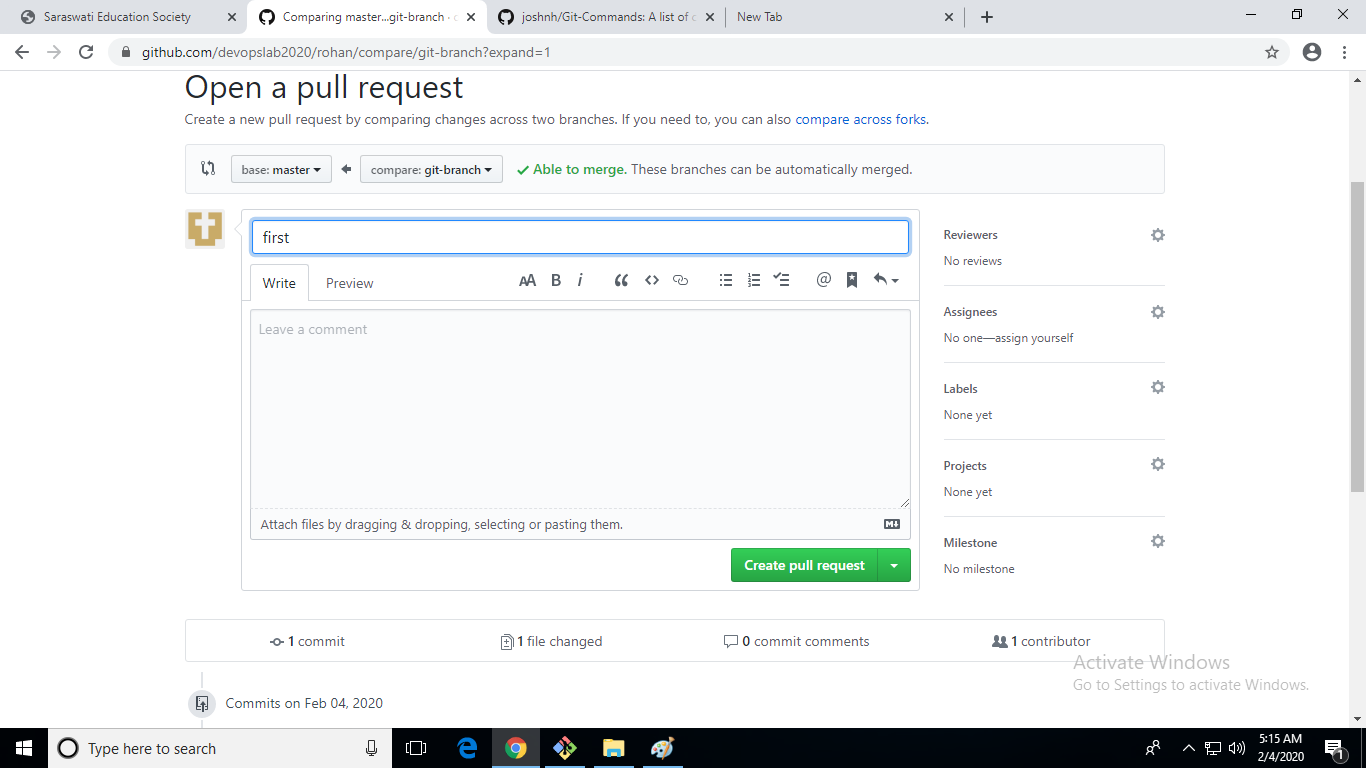 Saraswati Education Society
Comparing master...git-branch ·
joshnh/Git-Commands: A list of
New Tab
github.com/devopslab2020/rohan/compare/git-branch?expand=1
Open a pull request
Create a new pull request by comparing changes across two branches. If you need to, you can also compare across forks.
base: master
compare: git-branch
Able to merge. These branches can be automatically merged.
first
Reviewers
No reviews
Write
Preview
AA B i
@
Leave a comment
Assignees
No one—assign yourself
Labels
None yet
Projects
None yet
Attach files by dragging & dropping, selecting or pasting them.
Milestone
No milestone
Create pull request
1 commit
1 file changed
0 commit comments
1 contributor
Activate Windows
Go to Settings to activate Windows.
Commits on Feb 04, 2020
Type here to search
5:15 AM
2/4/2020
1